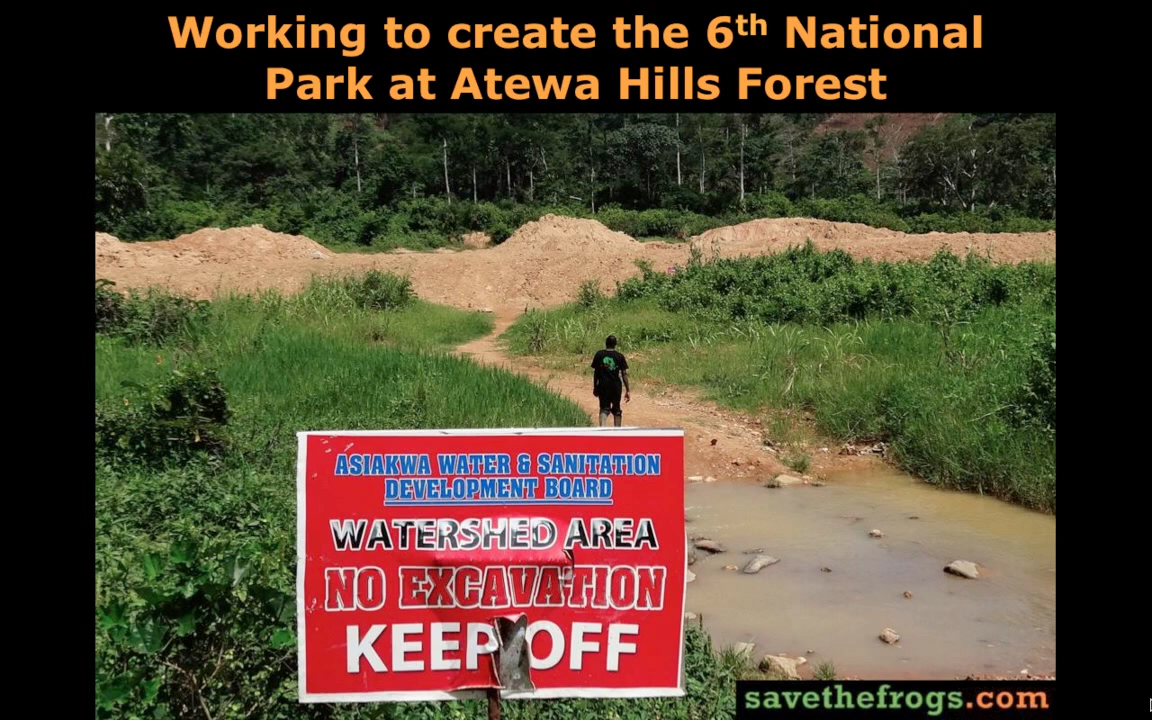 Working to create the 6th National
Park at Atewa Hills Forest
ASIAKWA WATER & SANITATION
DEVELOPMENT BOARD
WATERSHED AREA
NO EXCAVATION
KEEP OFF
savethefrogs.com